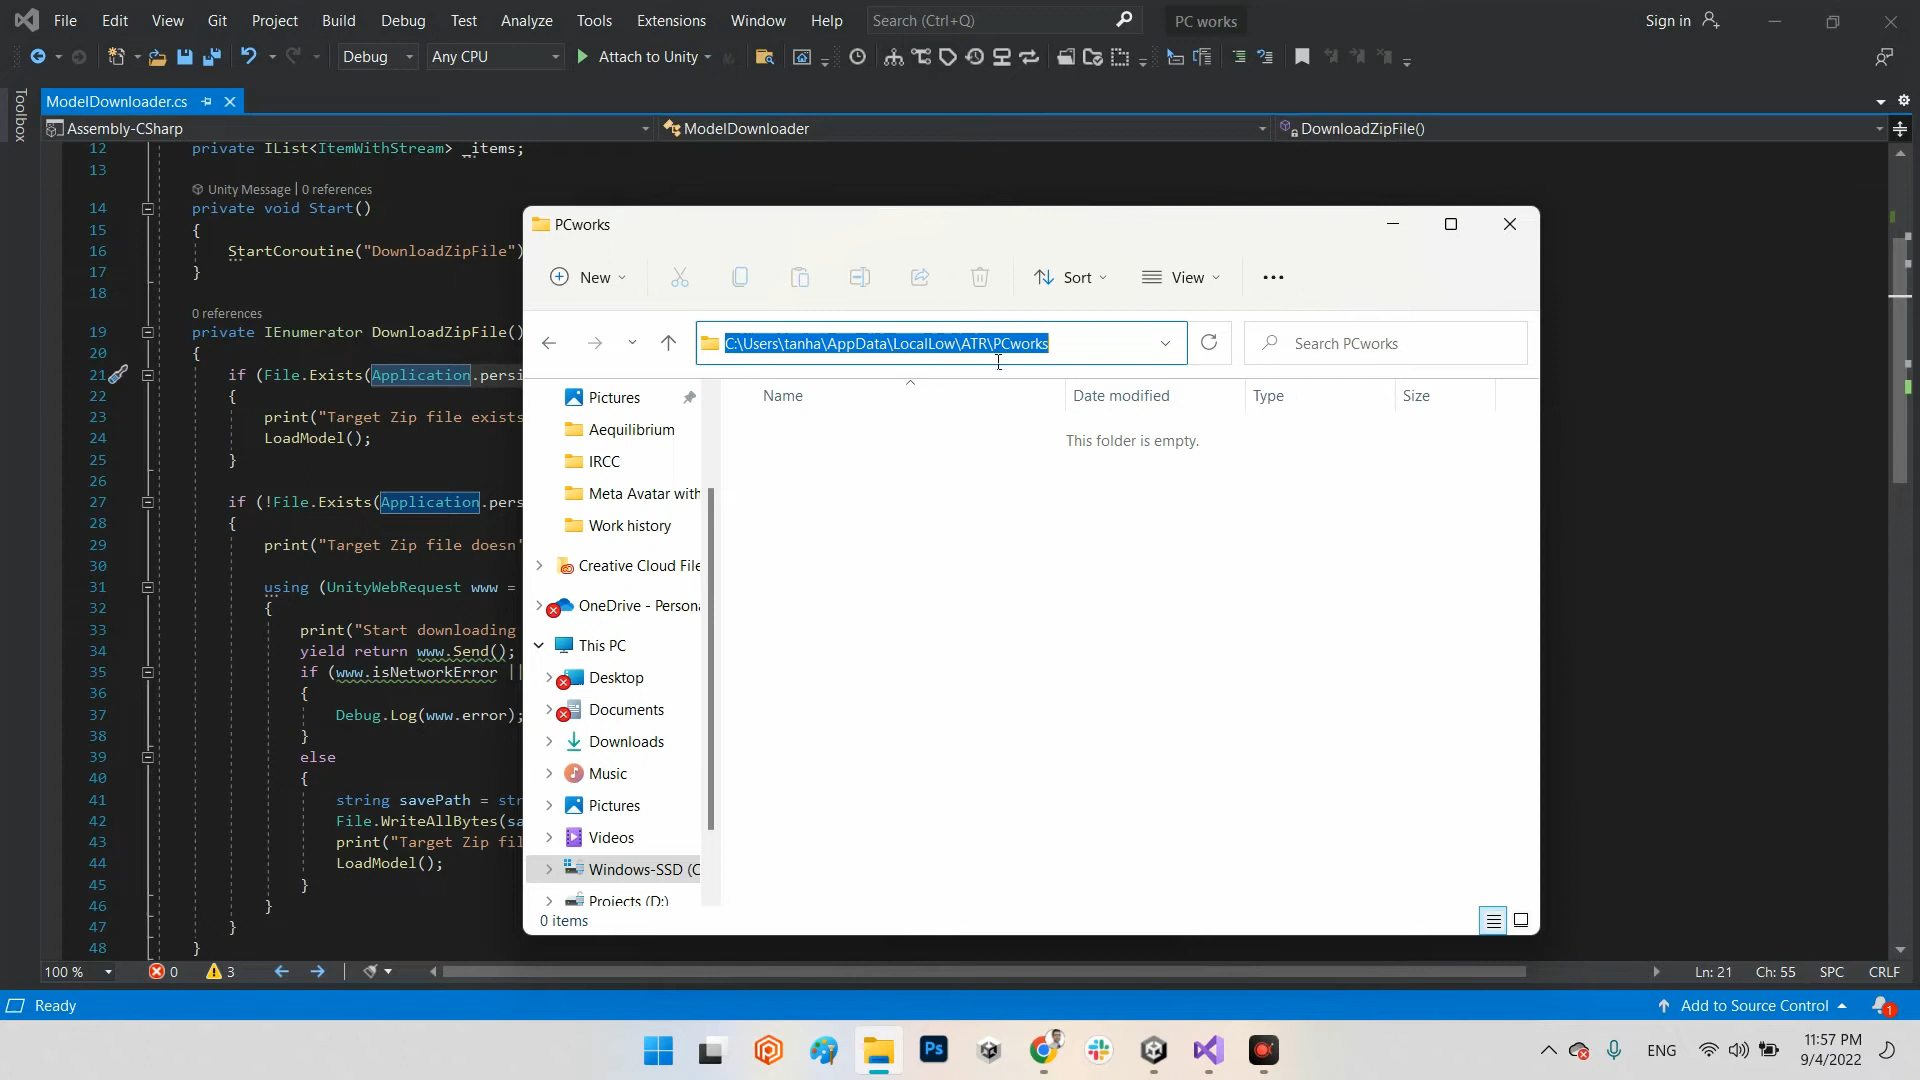 File Edit View Git Project Build Debug Test Analyze Tools Extensions Window Help Search (Ctrl+Q) PC works Sign in
Debug Any CPU Attach to Unity
Toolbox
ModelDownloader.cs
Assembly-CSharp ModelDownloader DownloadZipFile()
12 private IList<ItemWithStream> _items;
13
Unity Message | 0 references
14 private void Start()
15 {
16 StartCoroutine("DownloadZipFile")
17 }
18
0 references
19 private IEnumerator DownloadZipFile()
20 {
21 if (File.Exists(Application.persi
22 {
23 print("Target Zip file exists
24 LoadModel();
25 }
26
27 if (!File.Exists(Application.pers
28 {
29 print("Target Zip file doesn'
30
31 using (UnityWebRequest www =
32 {
33 print("Start downloading
34 yield return www.Send();
35 if (www.isNetworkError ||
36 {
37 Debug.Log(www.error);
38 }
39 else
40 {
41 string savePath = str
42 File.WriteAllBytes(sa
43 print("Target Zip fil
44 LoadModel();
45 }
46 }
47 }
48 }
PCworks
New Sort View
C:\Users\tanha\AppData\LocalLow\ATR\PCworks
Search PCworks
Name Date modified Type Size
This folder is empty.
Pictures
Aequilibrium
IRCC
Meta Avatar with
Work history
Creative Cloud File
OneDrive - Persona
This PC
Desktop
Documents
Downloads
Music
Pictures
Videos
Windows-SSD (C
Projects (D:)
0 items
100 % 0 3 Ln: 21 Ch: 55 SPC CRLF
Ready Add to Source Control 1
Ps
ENG
11:57 PM
9/4/2022